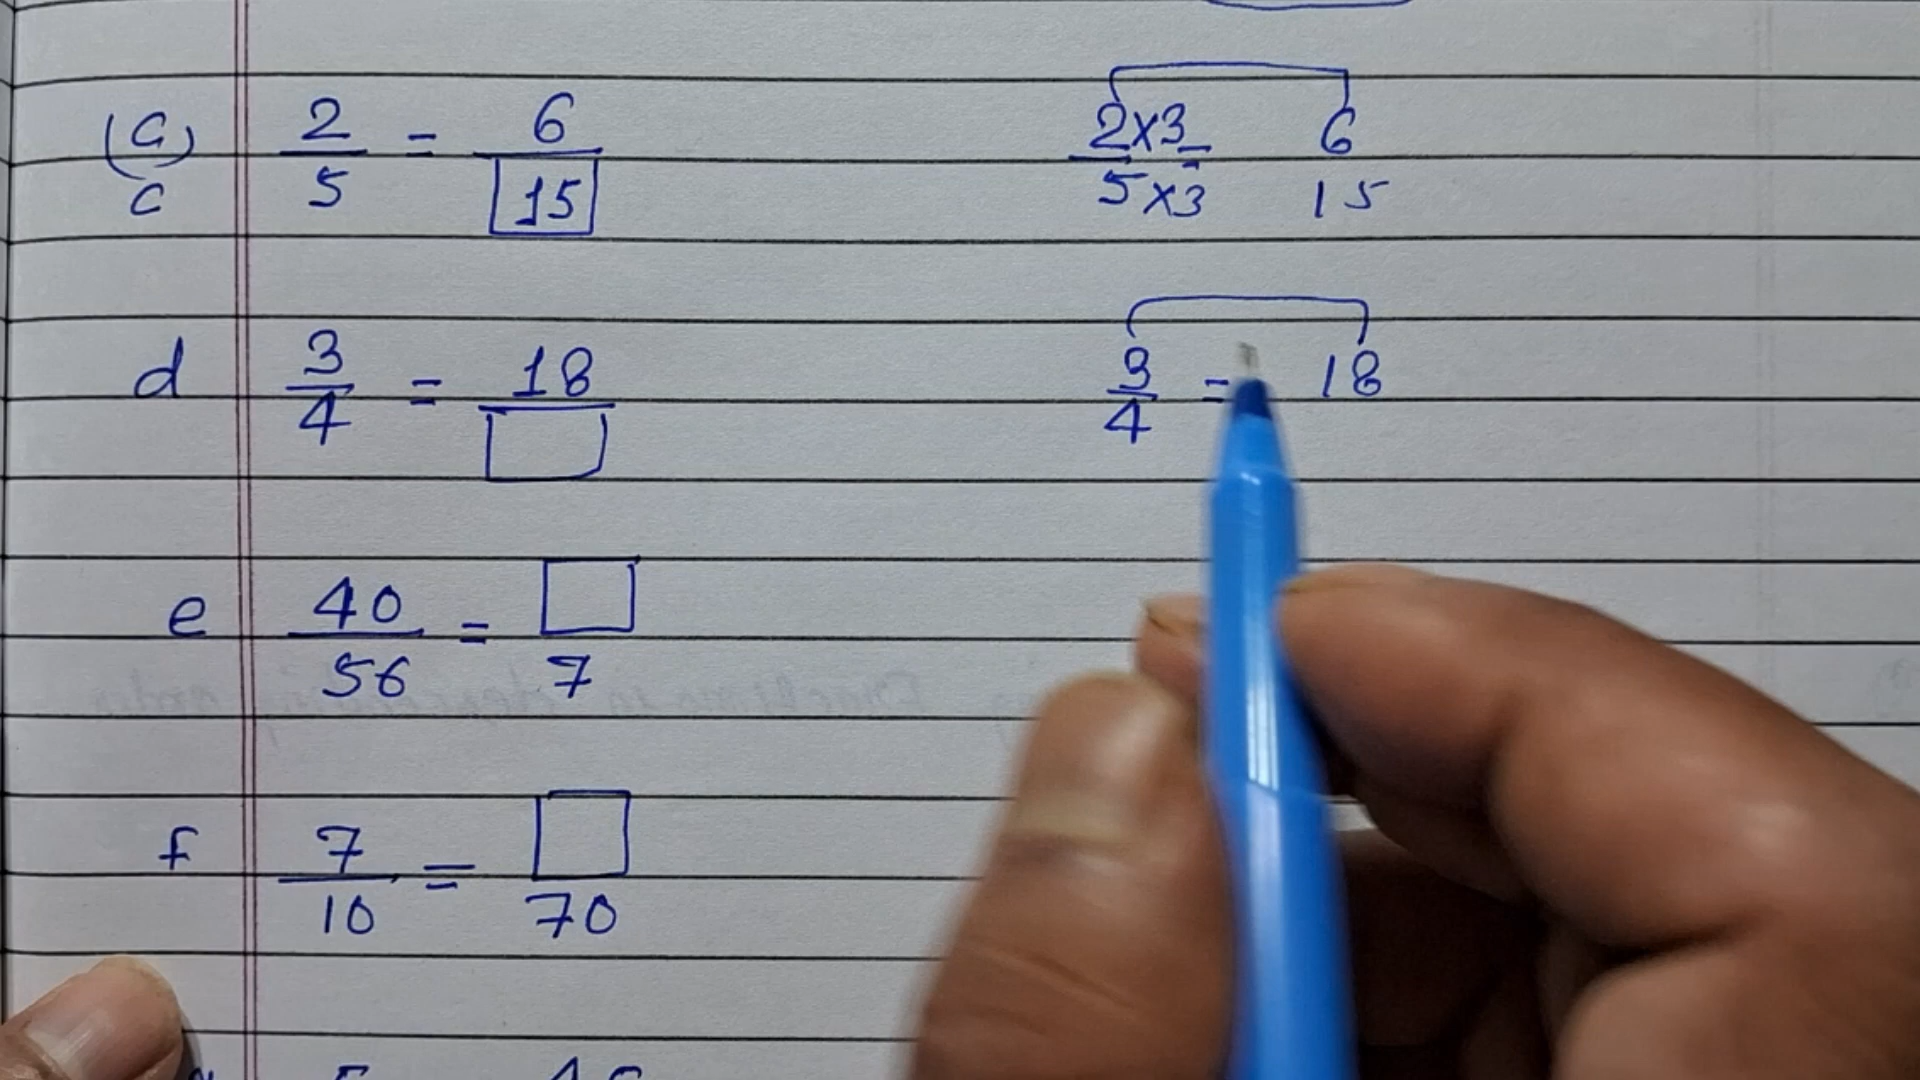 (c) 2/5 = 6/15    2×3/5×3 = 6/15
c
d 3/4 = 18/□    3/4 = 18
e 40/56 = □/7
f 7/10 = □/70